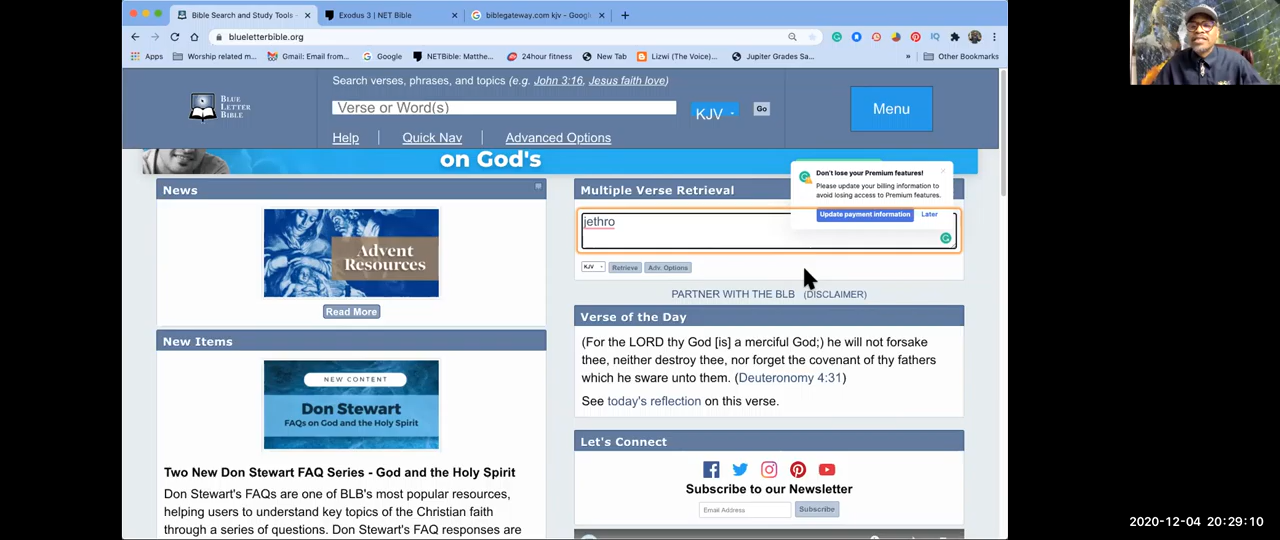 Bible Search and Study Tools -
Exodus 3 | NET Bible
biblegateway.com kjv - Goog
blueletterbible.org
Apps
Worship related m...
Gmail: Email from...
Google
NETBible: Matthe...
24hour fitness
New Tab
Lizwi (The Voice)...
Jupiter Grades Sa...
»
Other Bookmarks
Search verses, phrases, and topics (e.g. John 3:16, Jesus faith love)
BLUE
LETTER
BIBLE
Verse or Word(s)
KJV
Go
Menu
Help
Quick Nav
Advanced Options
on God's
News
Advent
Resources
Read More
New Items
NEW CONTENT
Don Stewart
FAQs on God and the Holy Spirit
Two New Don Stewart FAQ Series - God and the Holy Spirit
Don Stewart's FAQs are one of BLB's most popular resources,
helping users to understand key topics of the Christian faith
through a series of questions. Don Stewart's FAQ responses are
Multiple Verse Retrieval
Don't lose your Premium features!
Please update your billing information to
avoid losing access to Premium features.
Update payment information
Later
jethro
KJV
Retrieve
Adv. Options
PARTNER WITH THE BLB (DISCLAIMER)
Verse of the Day
(For the LORD thy God [is] a merciful God;) he will not forsake
thee, neither destroy thee, nor forget the covenant of thy fathers
which he sware unto them. (Deuteronomy 4:31)
See today's reflection on this verse.
Let's Connect
Subscribe to our Newsletter
Email Address
Subscribe
2020-12-04 20:29:10